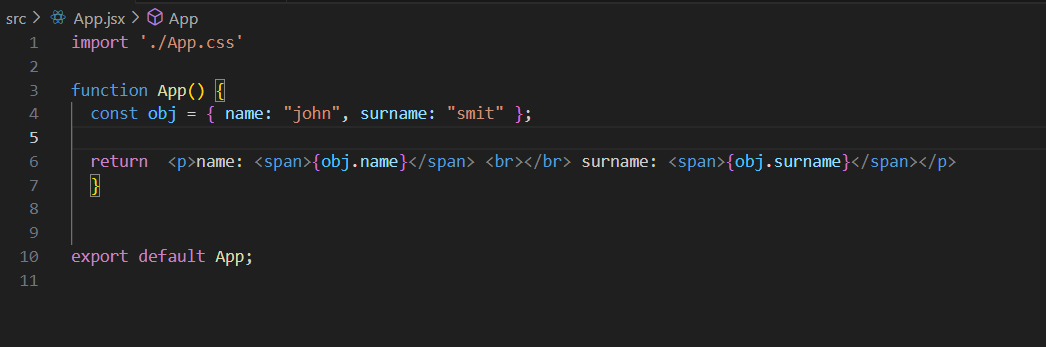 src > App.jsx > App
1 import './App.css'
2
3 function App() {
4 const obj = { name: "john", surname: "smit" };
5
6 return  <p>name: <span>{obj.name}</span> <br></br> surname: <span>{obj.surname}</span></p>
7 }
8
9
10 export default App;
11